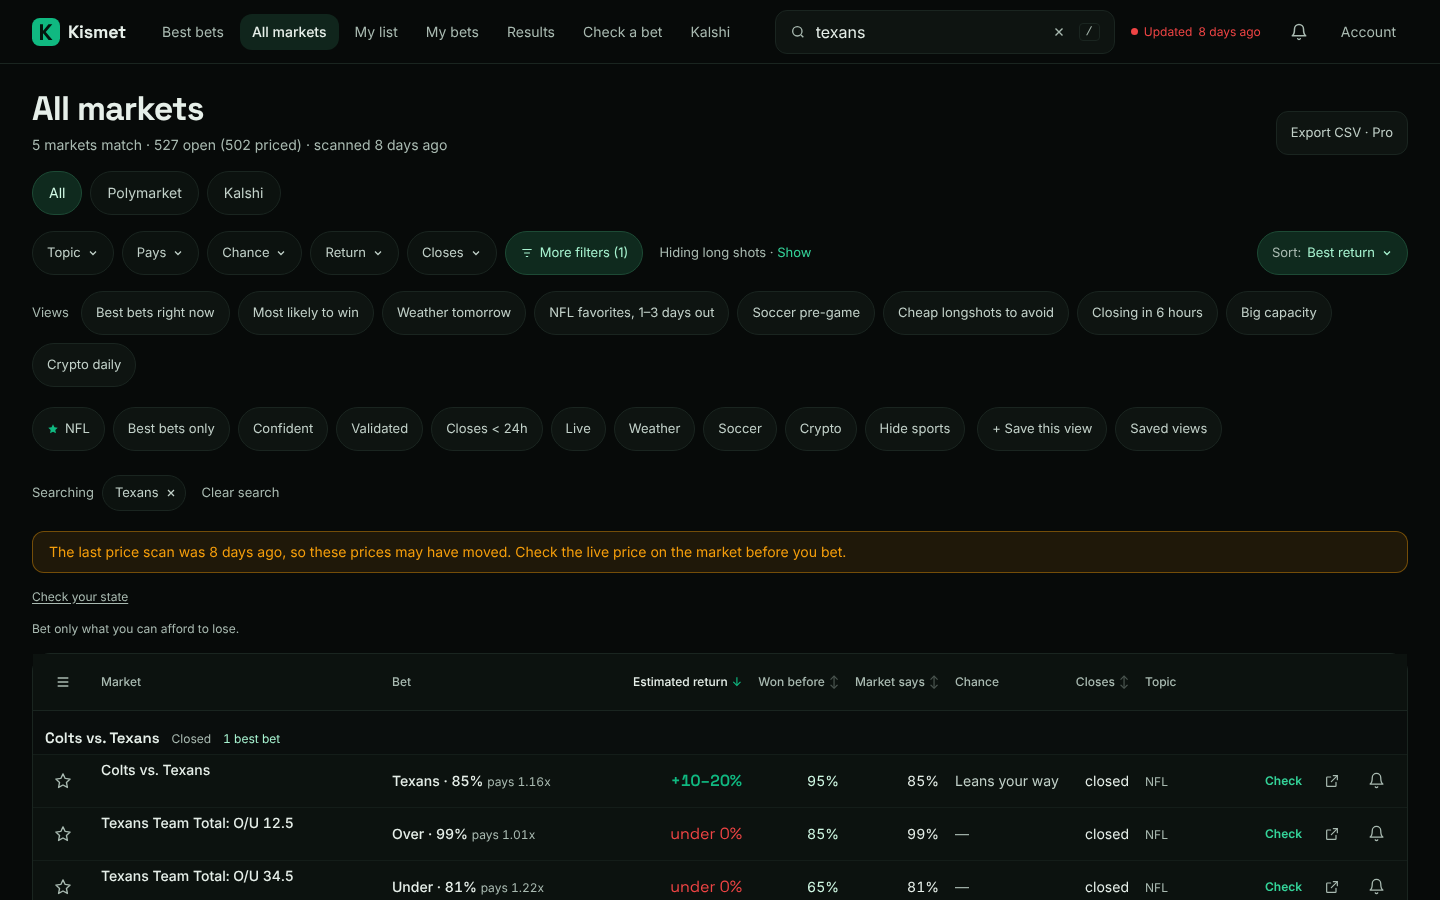 Kismet Best bets All markets My list My bets Results Check a bet Kalshi texans / Updated 8 days ago Account
All markets
5 markets match · 527 open (502 priced) · scanned 8 days ago
Export CSV · Pro
All Polymarket Kalshi
Topic Pays Chance Return Closes More filters (1) Hiding long shots · Show Sort: Best return
Views Best bets right now Most likely to win Weather tomorrow NFL favorites, 1–3 days out Soccer pre-game Cheap longshots to avoid Closing in 6 hours Big capacity
Crypto daily
NFL Best bets only Confident Validated Closes < 24h Live Weather Soccer Crypto Hide sports + Save this view Saved views
Searching Texans × Clear search
The last price scan was 8 days ago, so these prices may have moved. Check the live price on the market before you bet.
Check your state
Bet only what you can afford to lose.
Market Bet Estimated return ↓ Won before Market says Chance Closes Topic
Colts vs. Texans Closed 1 best bet
Colts vs. Texans Texans · 85% pays 1.16x +10–20% 95% 85% Leans your way closed NFL Check
Texans Team Total: O/U 12.5 Over · 99% pays 1.01x under 0% 85% 99% — closed NFL Check
Texans Team Total: O/U 34.5 Under · 81% pays 1.22x under 0% 65% 81% — closed NFL Check